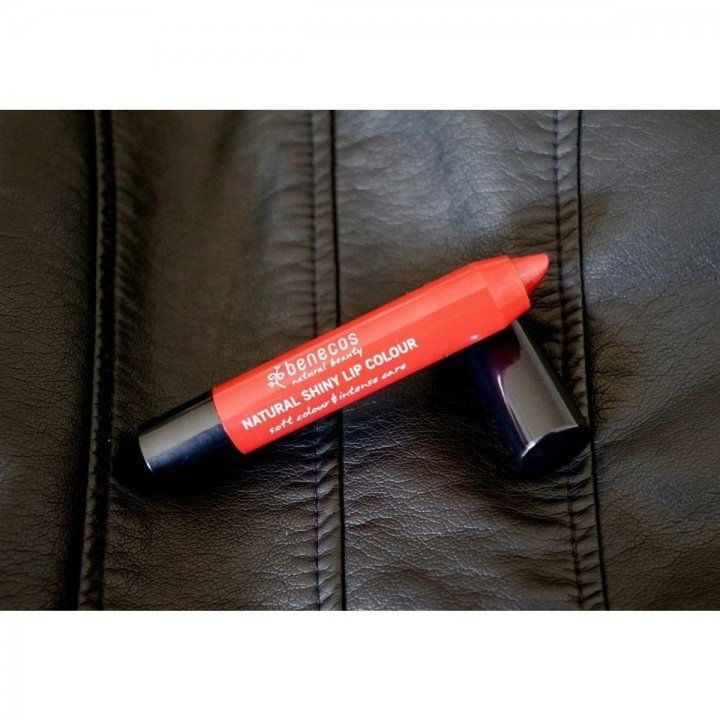 benecos
natural beauty
NATURAL SHINY LIP COLOUR
soft colour & intense care